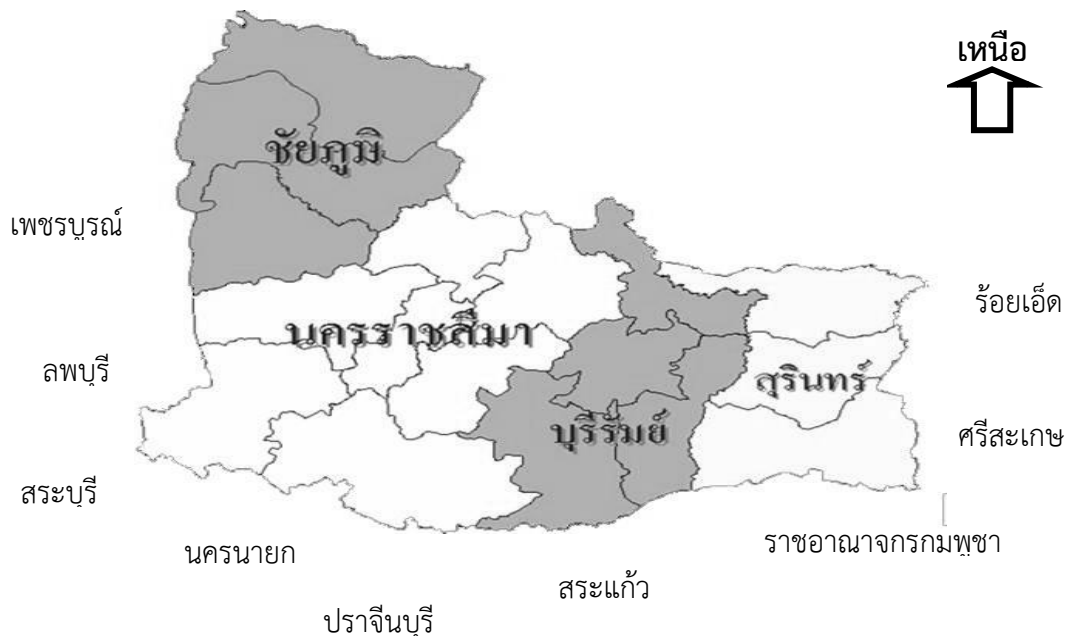 เหนือ
ชัยภูมิ
เพชรบูรณ์
ร้อยเอ็ด
นครราชสีมา
ลพบุรี
สุรินทร์
บุรีรัมย์
ศรีสะเกษ
สระบุรี
ราชอาณาจกรกมพูชา
นครนายก
สระแก้ว
ปราจีนบุรี